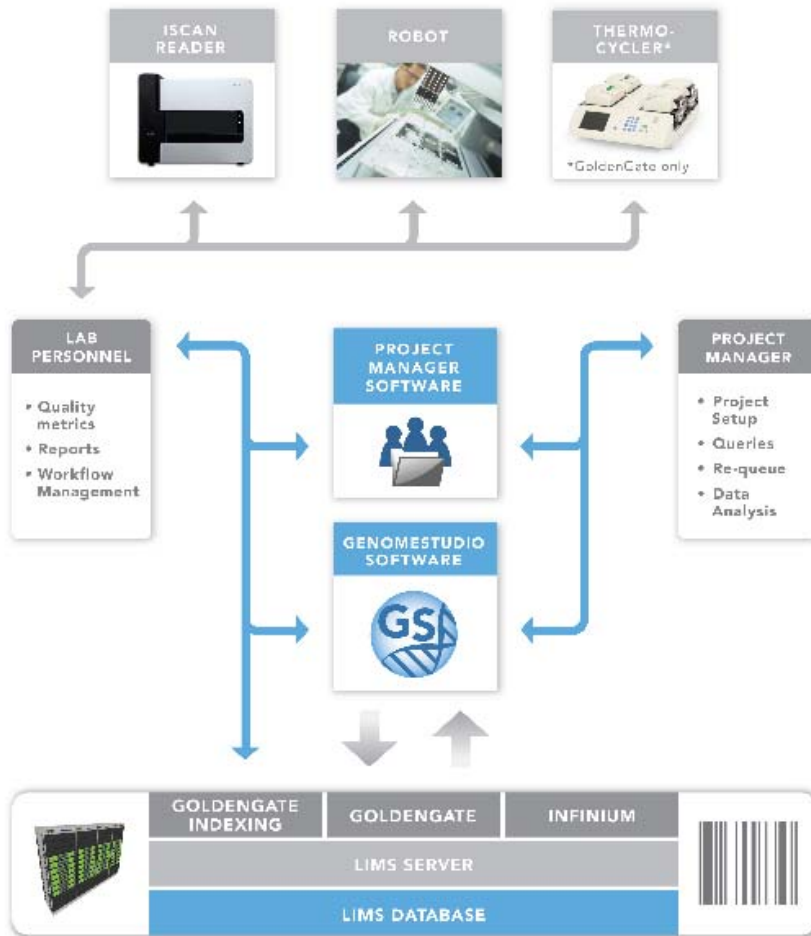 ISCAN
READER
ROBOT
THERMO-
CYCLER*
*GoldenGate only
LAB
PERSONNEL
• Quality
metrics
• Reports
• Workflow
Management
PROJECT
MANAGER
SOFTWARE
GENOMESTUDIO
SOFTWARE
GS
PROJECT
MANAGER
• Project
Setup
• Queries
• Re-queue
• Data
Analysis
GOLDENGATE
INDEXING
GOLDENGATE
INFINIUM
LIMS SERVER
LIMS DATABASE